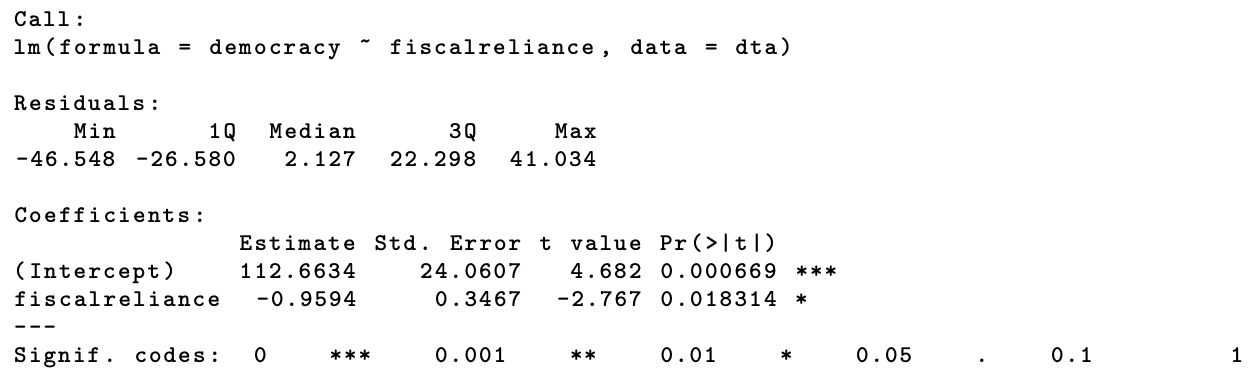 Call:
lm(formula = democracy ~ fiscalreliance, data = dta)
Residuals:
    Min      1Q  Median      3Q     Max
-46.548 -26.580   2.127  22.298  41.034
Coefficients:
               Estimate Std. Error t value Pr(>|t|)
(Intercept)    112.6634    24.0607   4.682 0.000669 ***
fiscalreliance  -0.9594     0.3467  -2.767 0.018314 *
---
Signif. codes:  0    ***    0.001    **    0.01    *    0.05    .    0.1        1